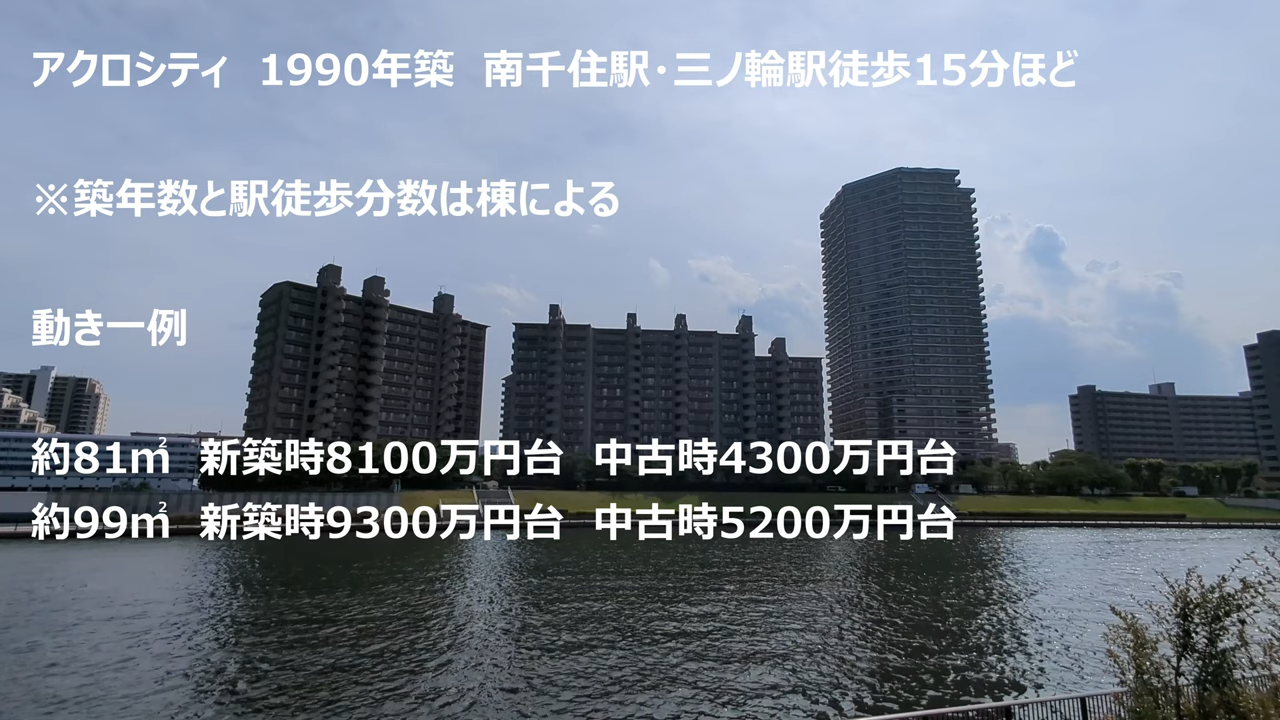 アクロシティ　1990年築　南千住駅・三ノ輪駅徒歩15分ほど
※築年数と駅徒歩分数は棟による
動き一例
約81㎡　新築時8100万円台　中古時4300万円台
約99㎡　新築時9300万円台　中古時5200万円台